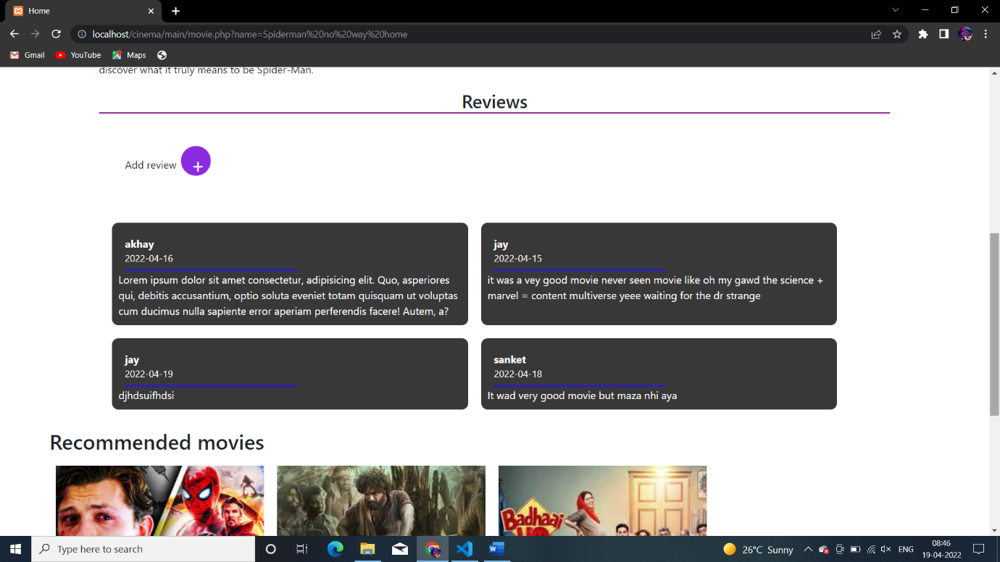 Home
localhost/cinema/main/movie.php?name=Spiderman%20no%20way%20home
Gmail YouTube Maps
discover what it truly means to be Spider-Man.
Reviews
Add review +
akhay
2022-04-16
Lorem ipsum dolor sit amet consectetur, adipisicing elit. Quo, asperiores
qui, debitis accusantium, optio soluta eveniet totam quisquam ut voluptas
cum ducimus nulla sapiente error aperiam perferendis facere! Autem, a?
jay
2022-04-15
it was a vey good movie never seen movie like oh my gawd the science +
marvel = content multiverse yeee waiting for the dr strange
jay
2022-04-19
djhdsuifhdsi
sanket
2022-04-18
It wad very good movie but maza nhi aya
Recommended movies
Badhaai
Type here to search
26°C Sunny
ENG
08:46
19-04-2022